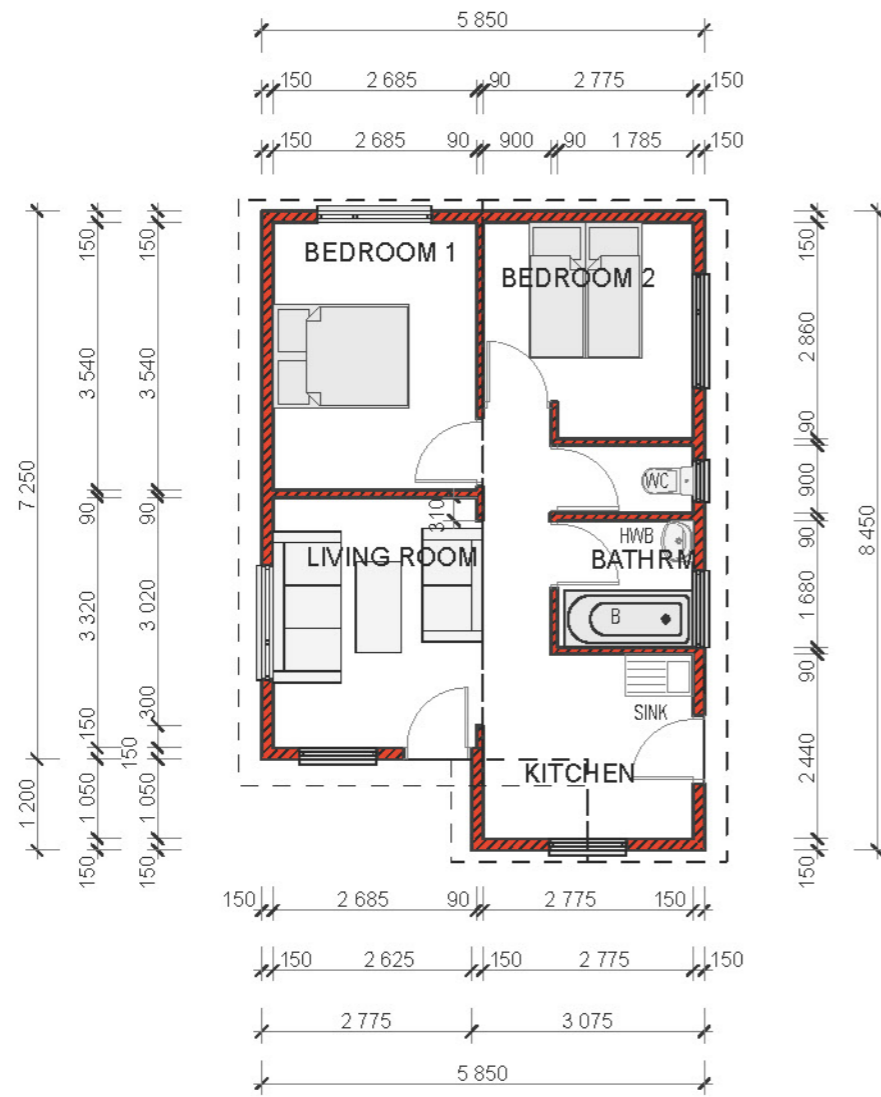 5 850
150 2 685 90 2 775 150
150 2 685 90 900 90 1 785 150
BEDROOM 1
BEDROOM 2
WC
310
HWB
LIVING ROOM
BATHRM
B
SINK
KITCHEN
7 250
1 200
150
3 540
90
3 320
150
1 050
150
150
3 540
90
3 020
300
150
1 050
150
150
2 860
90
900
90
1 680
90
2 440
150
8 450
150 2 685 90 2 775 150
150 2 625 150 2 775 150
2 775 3 075
5 850